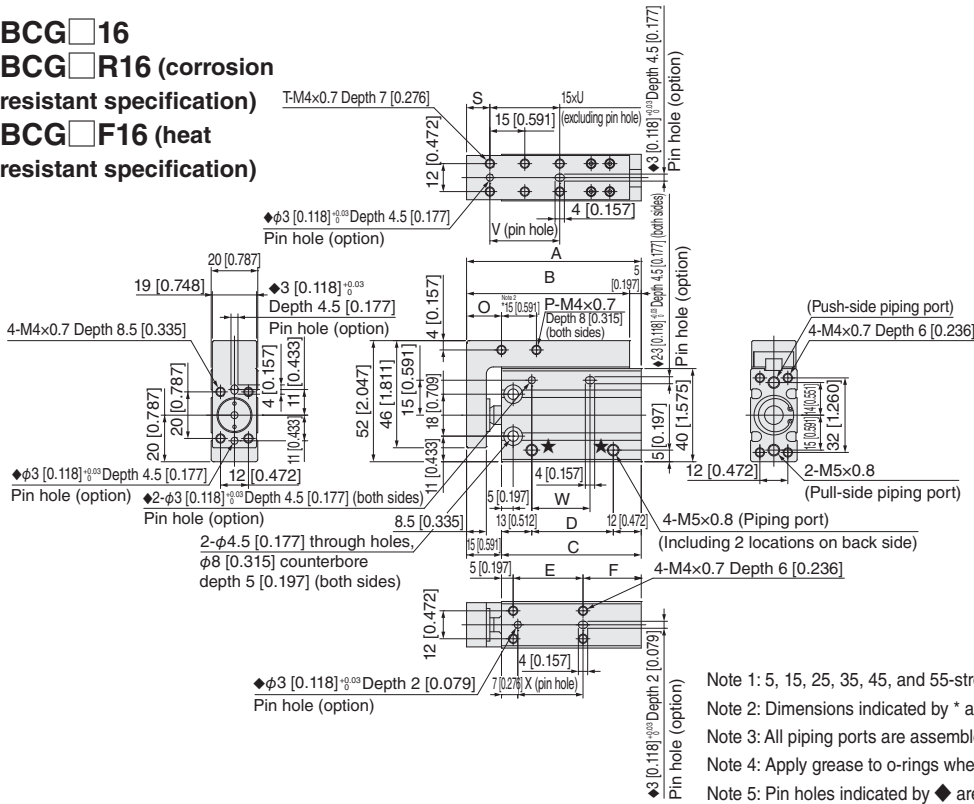 BCG□16
BCG□R16 (corrosion
resistant specification)
BCG□F16 (heat
resistant specification)
T-M4×0.7 Depth 7 [0.276]
S
15×U
(excluding pin hole)
15 [0.591]
12 [0.472]
◆3 [0.118] +0.03 0 Depth 4.5 [0.177]
Pin hole (option)
4 [0.157]
◆φ3 [0.118] +0.03 0 Depth 4.5 [0.177]
Pin hole (option)
V (pin hole)
A
B
5
[0.197]
20 [0.787]
19 [0.748]
◆3 [0.118] +0.03 0
Depth 4.5 [0.177]
Pin hole (option)
4-M4×0.7 Depth 8.5 [0.335]
4 [0.157]
11 [0.433]
20 [0.787]
20 [0.787]
11 [0.433]
12 [0.472]
◆φ3 [0.118] +0.03 0 Depth 4.5 [0.177]
Pin hole (option)
4 [0.157]
O
Note 2
*15 [0.591]
P-M4×0.7
Depth 8 [0.315]
(both sides)
◆2-3 [0.118] +0.03 0 Depth 4.5 [0.177] (both sides)
Pin hole (option)
52 [2.047]
46 [1.811]
15 [0.591]
18 [0.709]
11 [0.433]
★ ★
5 [0.197]
40 [1.575]
4 [0.157]
5 [0.197]
W
◆2-φ3 [0.118] +0.03 0 Depth 4.5 [0.177] (both sides)
Pin hole (option)
8.5 [0.335]
13 [0.512]
D
12 [0.472]
15 [0.591]
C
2-φ4.5 [0.177] through holes,
φ8 [0.315] counterbore
depth 5 [0.197] (both sides)
4-M5×0.8 (Piping port)
(Including 2 locations on back side)
(Push-side piping port)
4-M4×0.7 Depth 6 [0.236]
14 [0.551]
15 [0.591]
32 [1.260]
12 [0.472]
2-M5×0.8
(Pull-side piping port)
5 [0.197]
E
F
4-M4×0.7 Depth 6 [0.236]
12 [0.472]
4 [0.157]
7 [0.276]
X (pin hole)
◆φ3 [0.118] +0.03 0 Depth 2 [0.079]
Pin hole (option)
◆3 [0.118] +0.03 0 Depth 2 [0.079]
Pin hole (option)
Note 1: 5, 15, 25, 35, 45, and 55-str
Note 2: Dimensions indicated by * a
Note 3: All piping ports are assemble
Note 4: Apply grease to o-rings whe
Note 5: Pin holes indicated by ◆ are